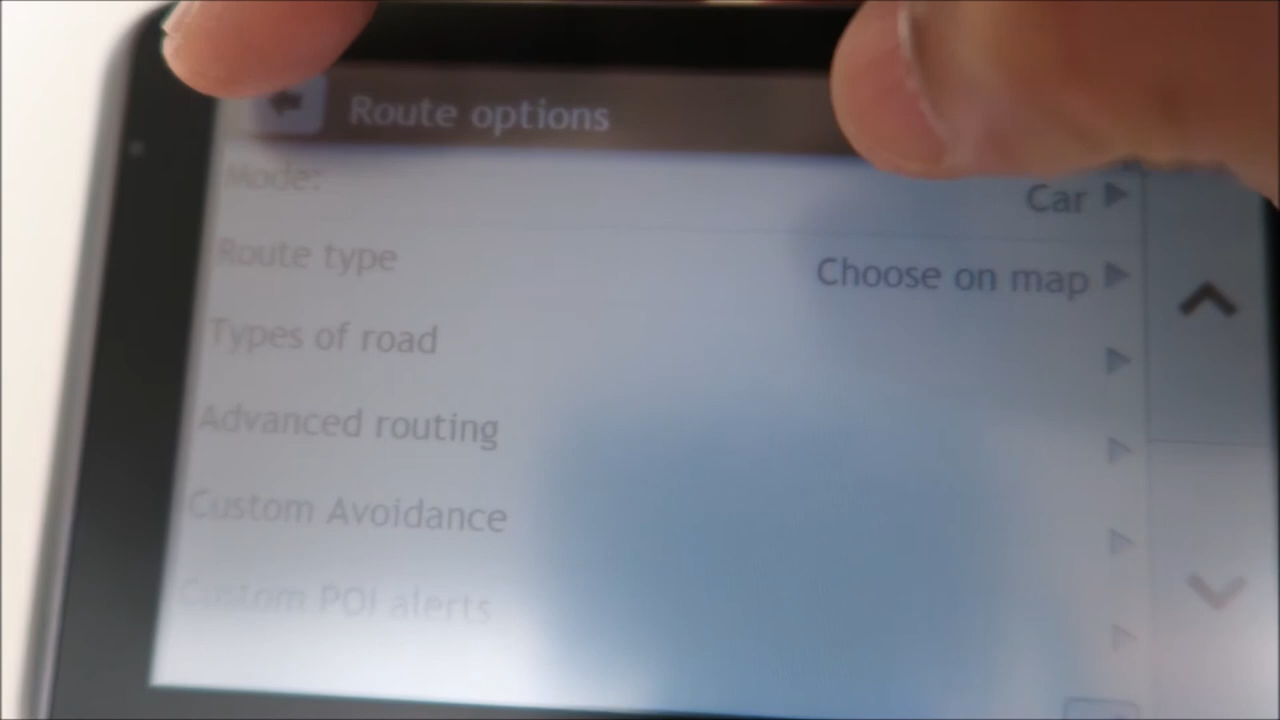 Route options
Mode:
Car
Route type
Choose on map
Types of road
Advanced routing
Custom Avoidance
Custom POI alerts